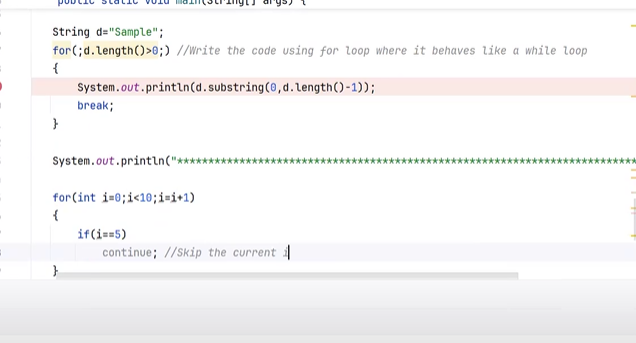 public static void main(String[] args) {
String d="Sample";
for(;d.length()>0;) //Write the code using for loop where it behaves like a while loop
{
System.out.println(d.substring(0,d.length()-1));
break;
}
System.out.println("**************************************************************************
for(int i=0;i<10;i=i+1)
{
if(i==5)
continue; //Skip the current i
}